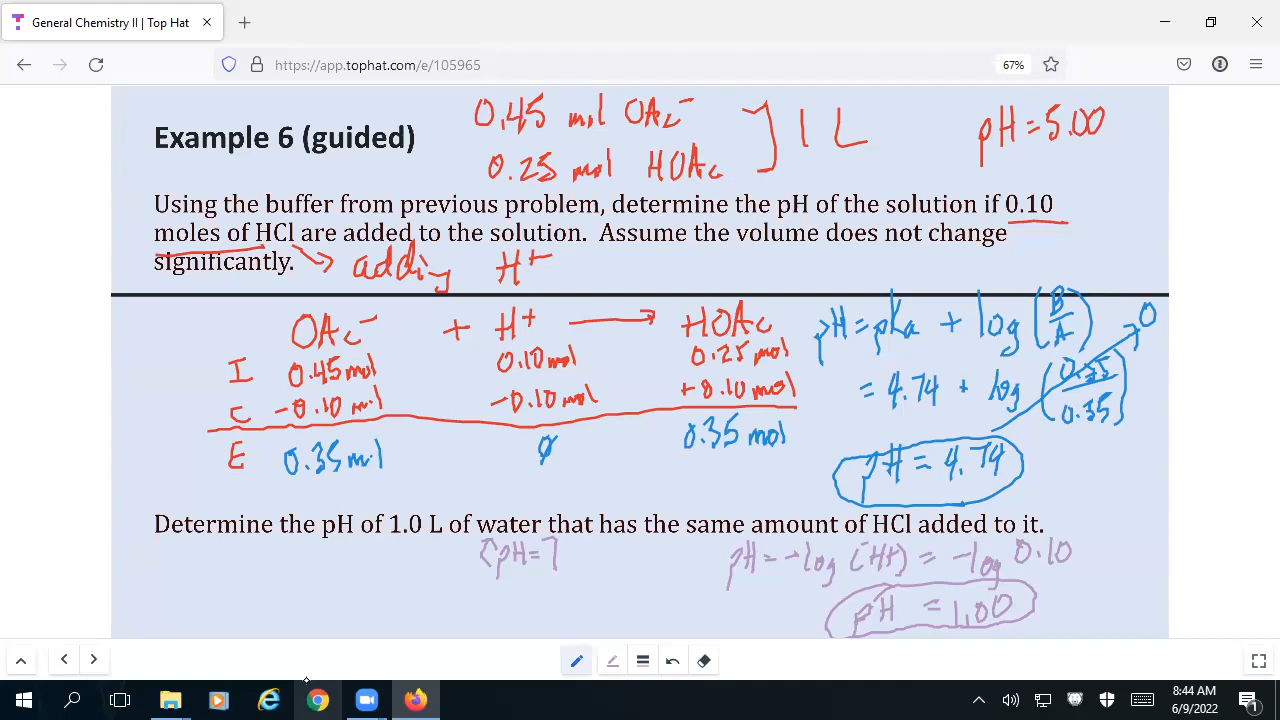 General Chemistry II | Top Hat
https://app.tophat.com/e/105965
67%
0.45 mol OAc⁻
0.25 mol HOAc
1 L
pH = 5.00
Example 6 (guided)
Using the buffer from previous problem, determine the pH of the solution if 0.10
moles of HCl are added to the solution. Assume the volume does not change
significantly.
adding H⁺
OAc⁻ + H⁺ → HOAc
I 0.45 mol 0.10 mol 0.25 mol
C -0.10 mol -0.10 mol +0.10 mol
E 0.35 mol 0 0.35 mol
pH = pKa + log (B/A)
0
= 4.74 + log (0.35/0.35)
pH = 4.74
Determine the pH of 1.0 L of water that has the same amount of HCl added to it.
pH = 7
pH = -log (H+) = -log 0.10
pH = 1.00
8:44 AM
6/9/2022
1